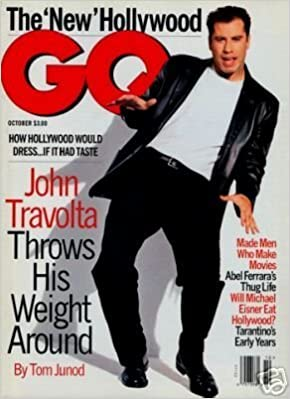 The 'New' Hollywood
GQ
OCTOBER $3.00
HOW HOLLYWOOD WOULD
DRESS...IF IT HAD TASTE
John
Travolta
Throws
His
Weight
Around
By Tom Junod
Made Men
Who Make
Movies
Abel Ferrara's
Thug Life
Will Michael
Eisner Eat
Hollywood?
Tarantino's
Early Years